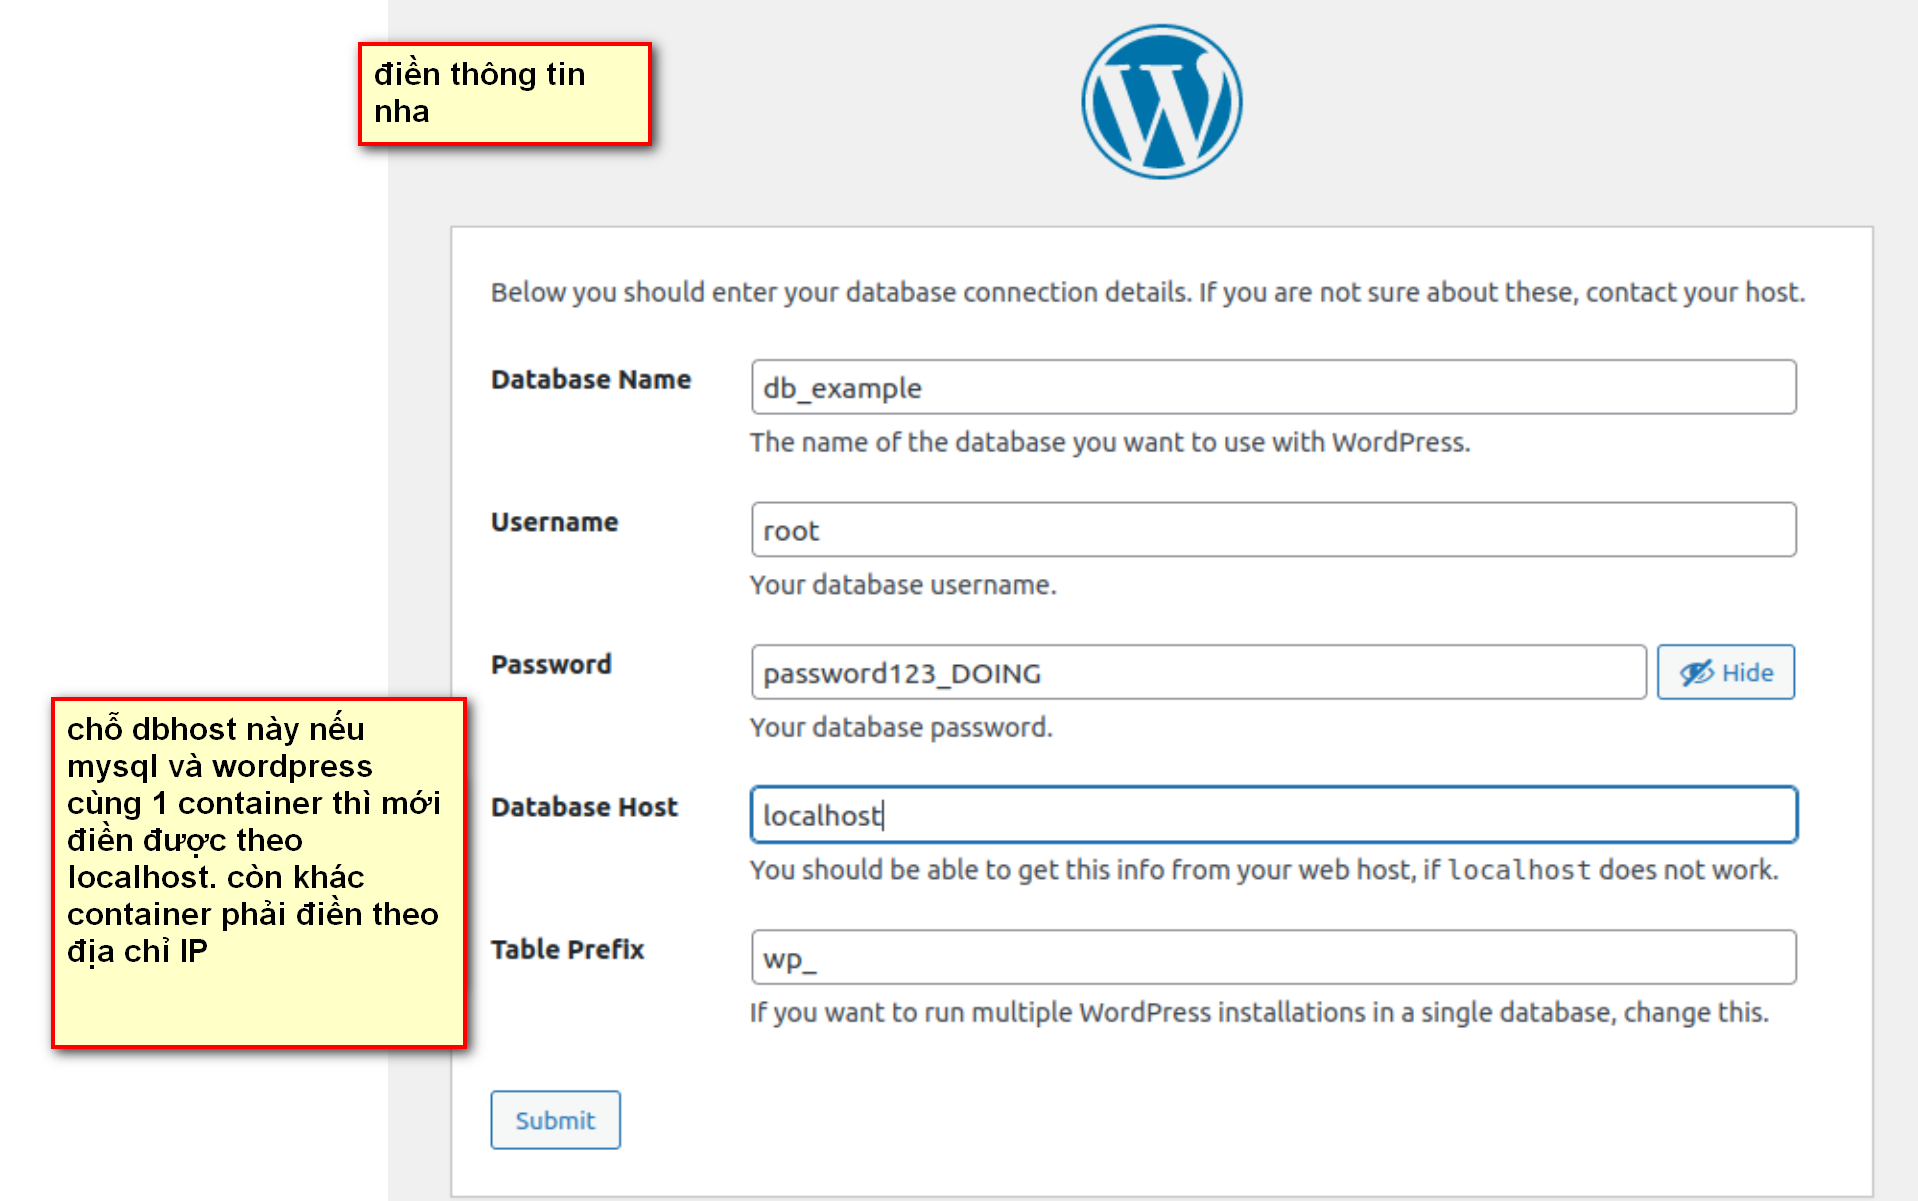 điền thông tin
nha
Below you should enter your database connection details. If you are not sure about these, contact your host.
Database Name
db_example
The name of the database you want to use with WordPress.
Username
root
Your database username.
Password
password123_DOING
Hide
Your database password.
chỗ dbhost này nếu
mysql và wordpress
cùng 1 container thì mới
điền được theo
localhost. còn khác
container phải điền theo
địa chỉ IP
Database Host
localhost
You should be able to get this info from your web host, if localhost does not work.
Table Prefix
wp_
If you want to run multiple WordPress installations in a single database, change this.
Submit